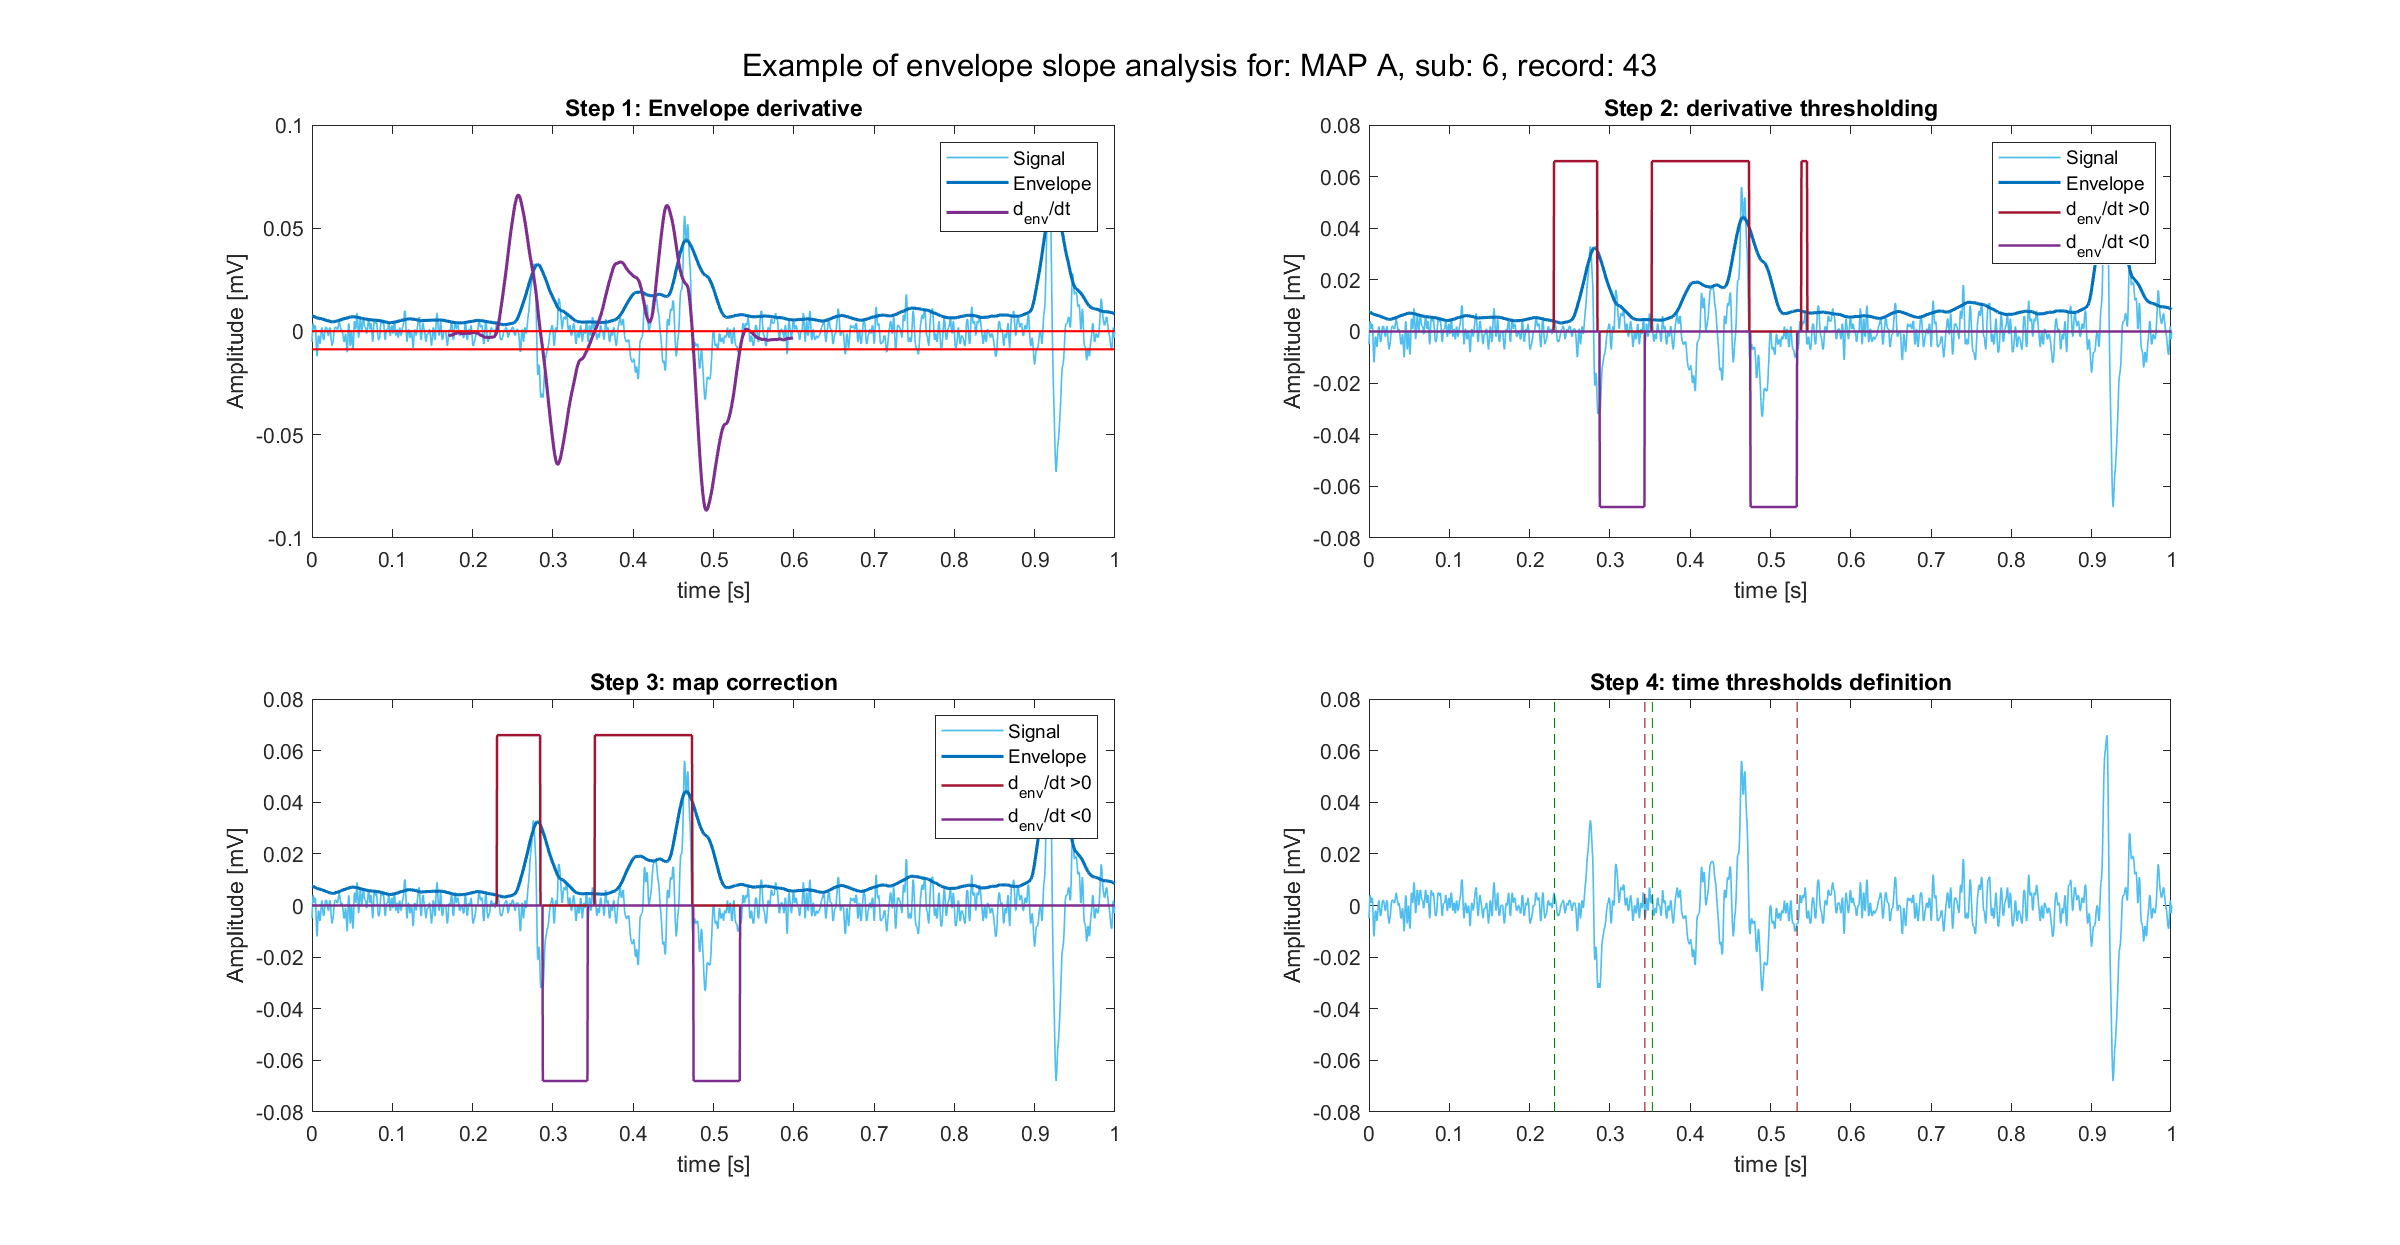 Example of envelope slope analysis for: MAP A, sub: 6, record: 43
Step 1: Envelope derivative
0.1
0.05
0
-0.05
-0.1
Amplitude [mV]
0 0.1 0.2 0.3 0.4 0.5 0.6 0.7 0.8 0.9 1
time [s]
Signal
Envelope
d_env/dt
Step 2: derivative thresholding
0.08
0.06
0.04
0.02
0
-0.02
-0.04
-0.06
-0.08
Amplitude [mV]
0 0.1 0.2 0.3 0.4 0.5 0.6 0.7 0.8 0.9 1
time [s]
Signal
Envelope
d_env/dt >0
d_env/dt <0
Step 3: map correction
0.08
0.06
0.04
0.02
0
-0.02
-0.04
-0.06
-0.08
Amplitude [mV]
0 0.1 0.2 0.3 0.4 0.5 0.6 0.7 0.8 0.9 1
time [s]
Signal
Envelope
d_env/dt >0
d_env/dt <0
Step 4: time thresholds definition
0.08
0.06
0.04
0.02
0
-0.02
-0.04
-0.06
-0.08
Amplitude [mV]
0 0.1 0.2 0.3 0.4 0.5 0.6 0.7 0.8 0.9 1
time [s]